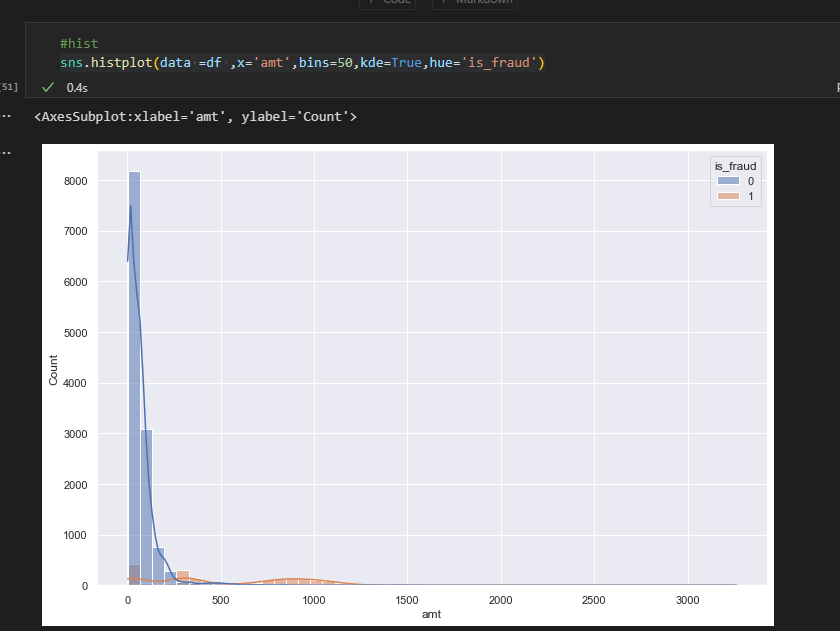 Code
Markdown
#hist
sns.histplot(data =df ,x='amt',bins=50,kde=True,hue='is_fraud')
[51]
0.4s
<AxesSubplot:xlabel='amt', ylabel='Count'>
is_fraud
0
1
8000
7000
6000
5000
4000
3000
2000
1000
0
Count
0 500 1000 1500 2000 2500 3000
amt